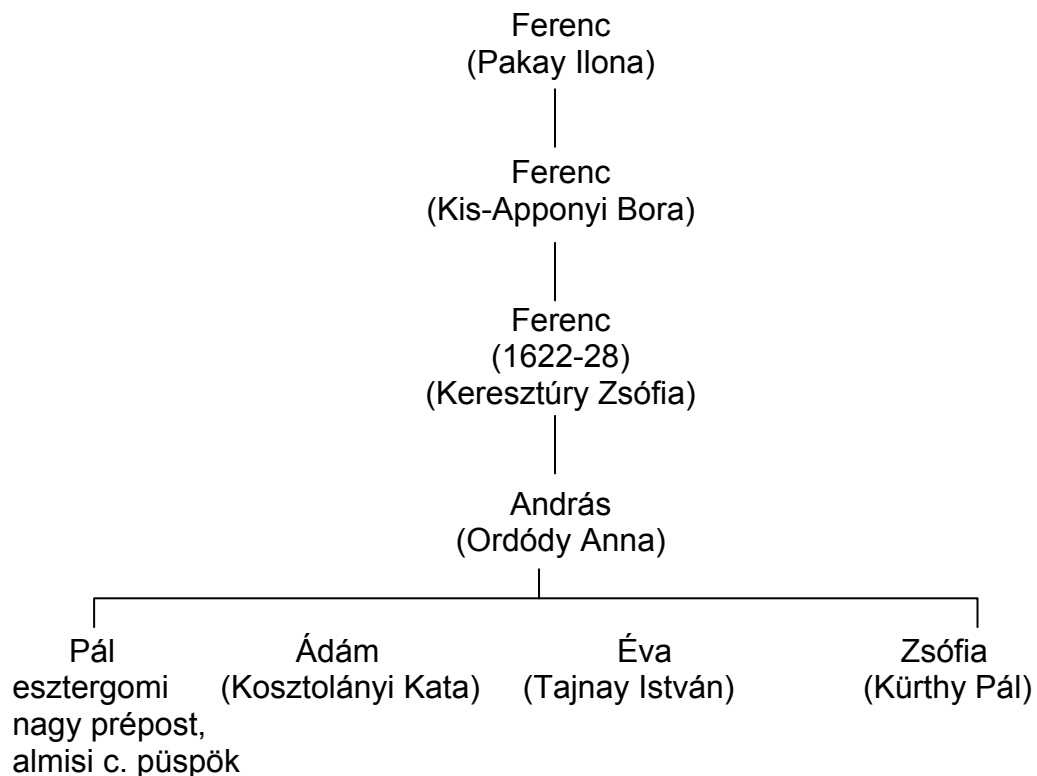 Ferenc
(Pakay Ilona)
Ferenc
(Kis-Apponyi Bora)
Ferenc
(1622-28)
(Keresztúry Zsófia)
András
(Ordódy Anna)
Pál
esztergomi
nagy prépost,
almisi c. püspök
Ádám
(Kosztolányi Kata)
Éva
(Tajnay István)
Zsófia
(Kürthy Pál)